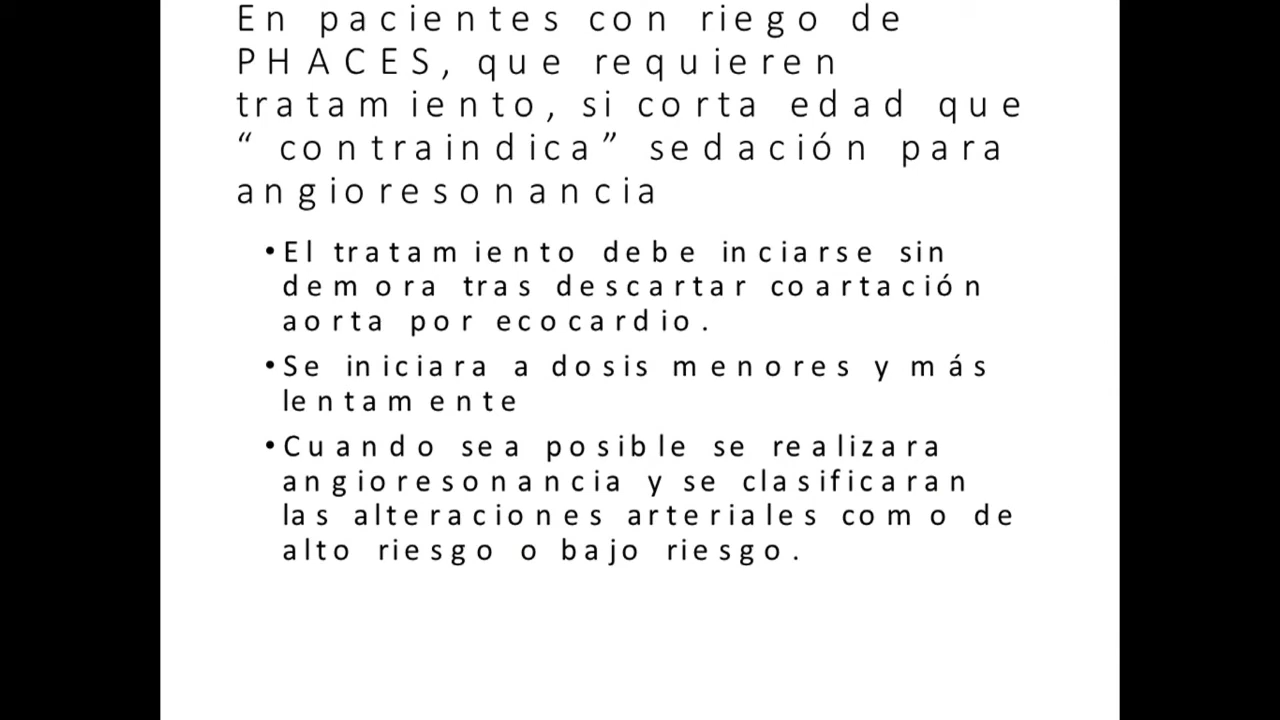 En pacientes con riego de
PHACES, que requieren
tratamiento, si corta edad que
“ contraindica” sedación para
angioresonancia
•El tratamiento debe inciarse sin
demora tras descartar coartación
aorta por ecocardio.
•Se iniciara a dosis menores y más
lentamente
•Cuando sea posible se realizara
angioresonancia y se clasificaran
las alteraciones arteriales como de
alto riesgo o bajo riesgo.